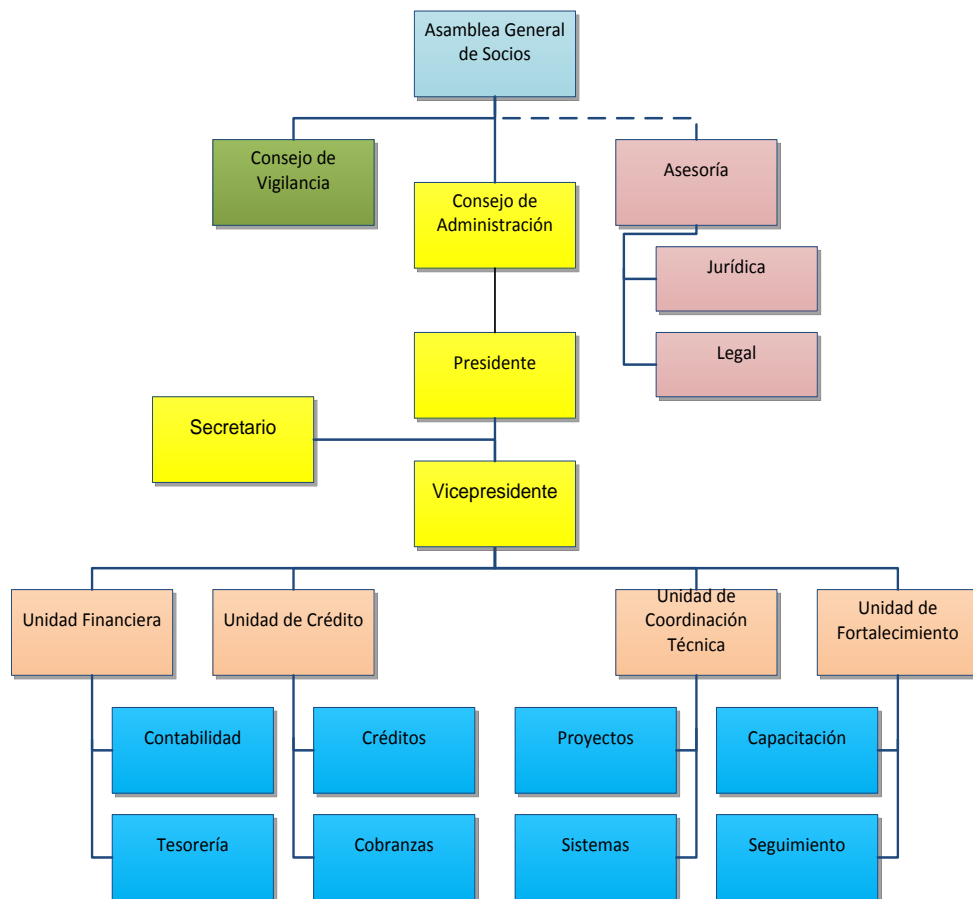 Asamblea General
de Socios
Consejo de
Vigilancia
Asesoría
Consejo de
Administración
Jurídica
Presidente
Legal
Secretario
Vicepresidente
Unidad Financiera
Unidad de Crédito
Unidad de
Coordinación
Técnica
Unidad de
Fortalecimiento
Contabilidad
Créditos
Proyectos
Capacitación
Tesorería
Cobranzas
Sistemas
Seguimiento